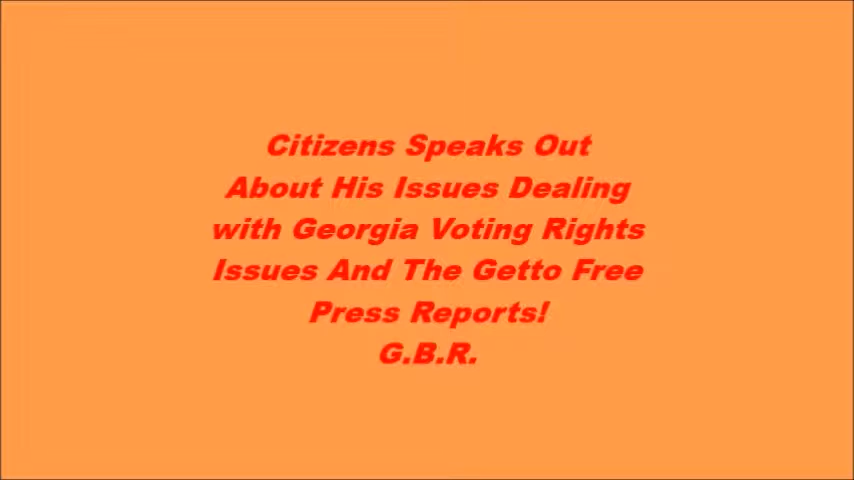 Citizens Speaks Out
About His Issues Dealing
with Georgia Voting Rights
Issues And The Getto Free
Press Reports!
G.B.R.